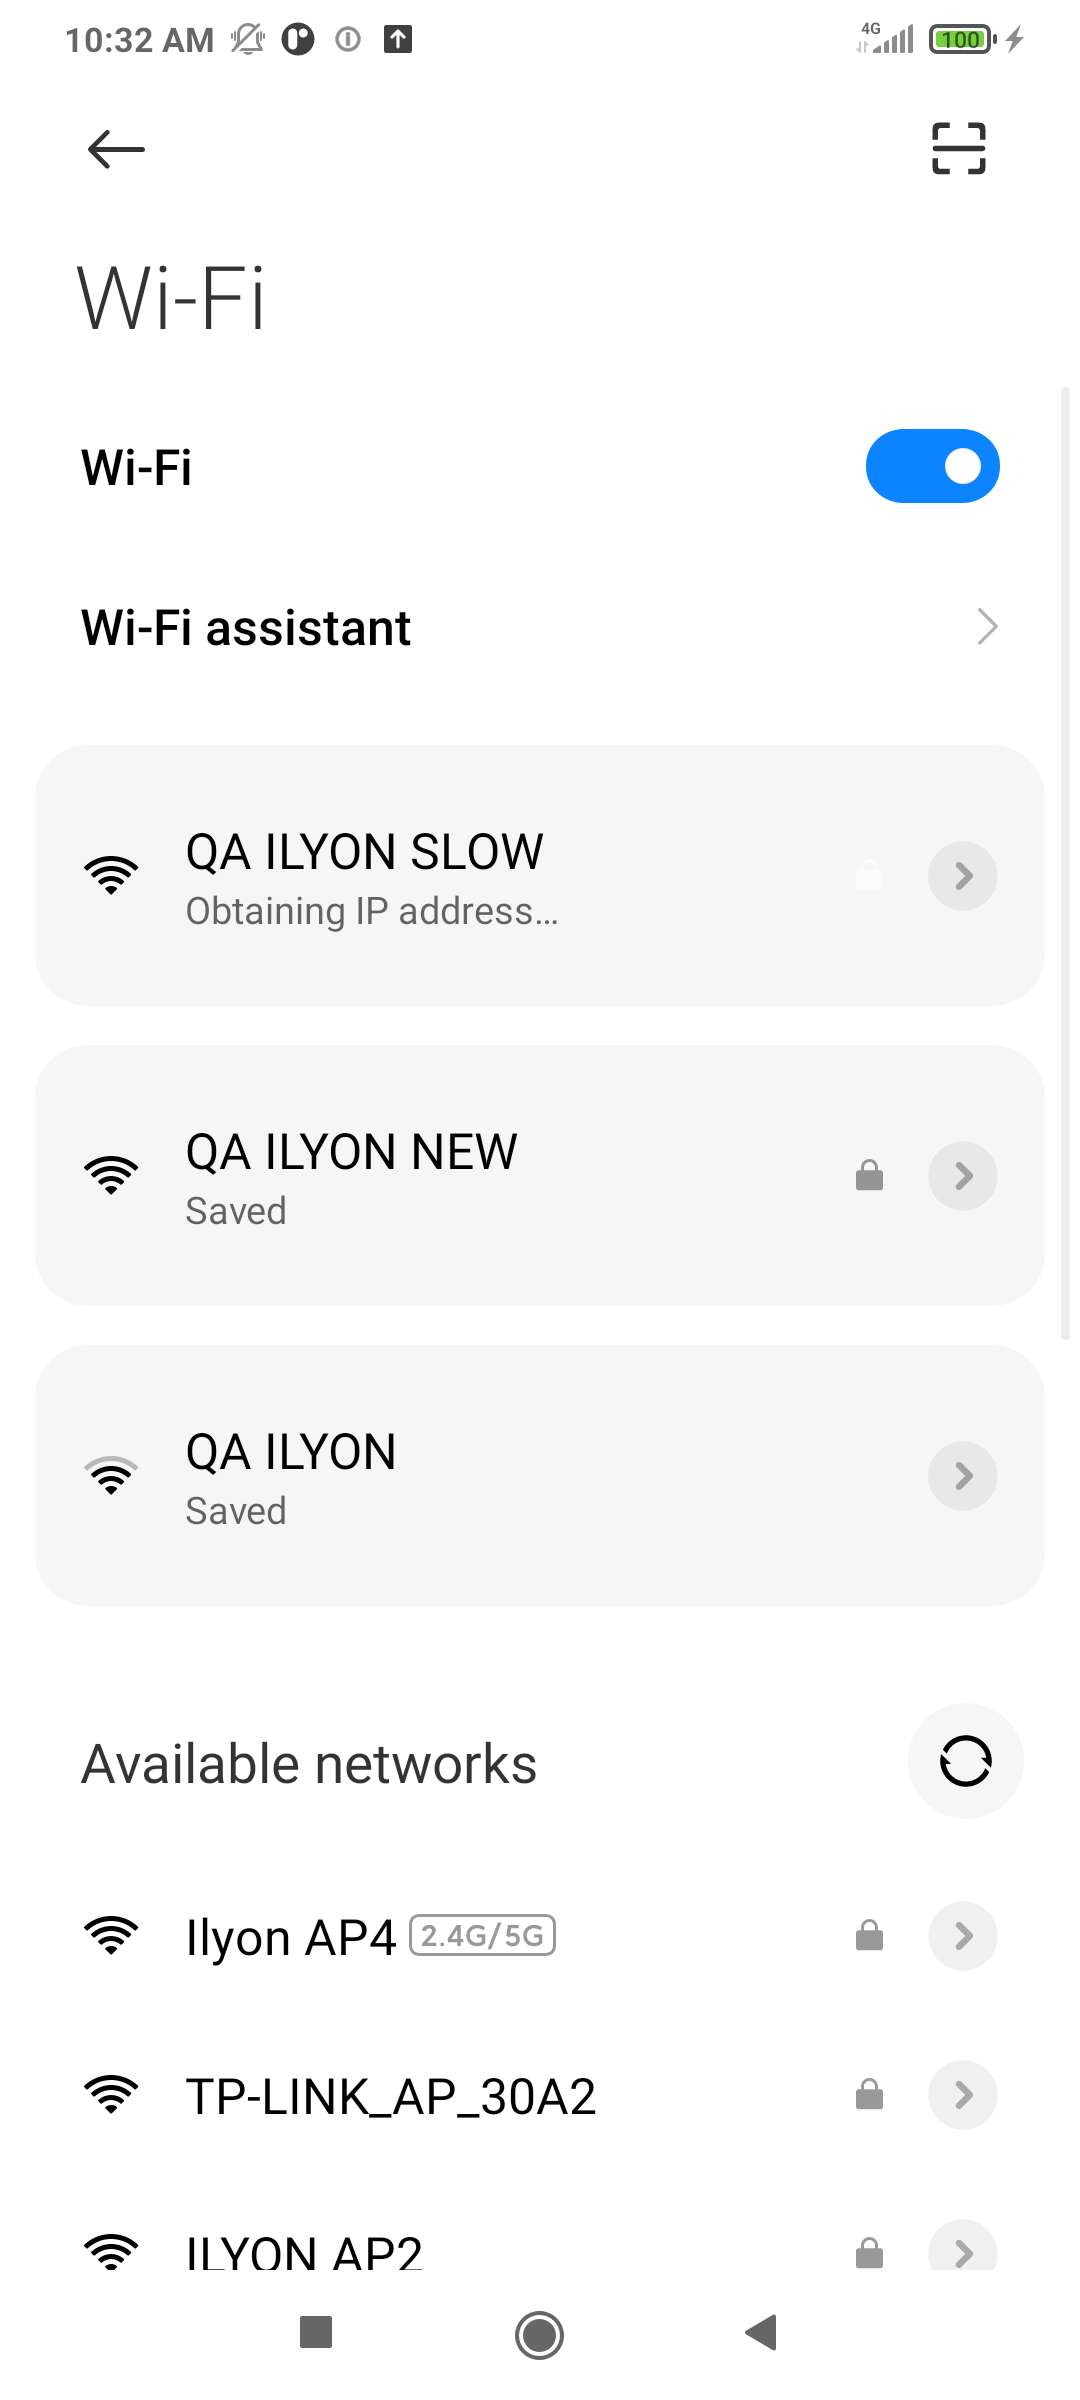 10:32 AM
4G
100
Wi-Fi
Wi-Fi
Wi-Fi assistant
QA ILYON SLOW
Obtaining IP address...
QA ILYON NEW
Saved
QA ILYON
Saved
Available networks
Ilyon AP4 2.4G/5G
TP-LINK_AP_30A2
ILYON AP2